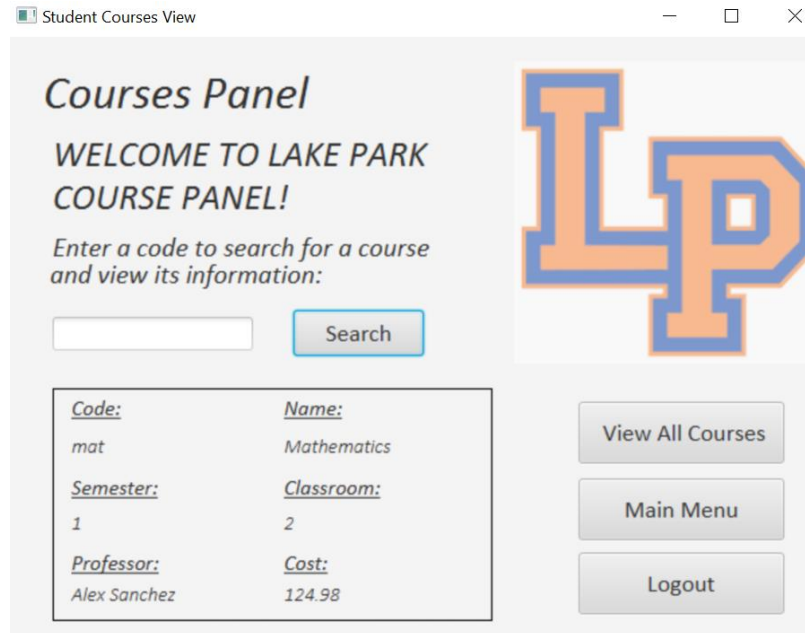 Student Courses View
Courses Panel
WELCOME TO LAKE PARK
COURSE PANEL!
Enter a code to search for a course
and view its information:
Search
LP
Code: Name:
mat Mathematics
Semester: Classroom:
1 2
Professor: Cost:
Alex Sanchez 124.98
View All Courses
Main Menu
Logout